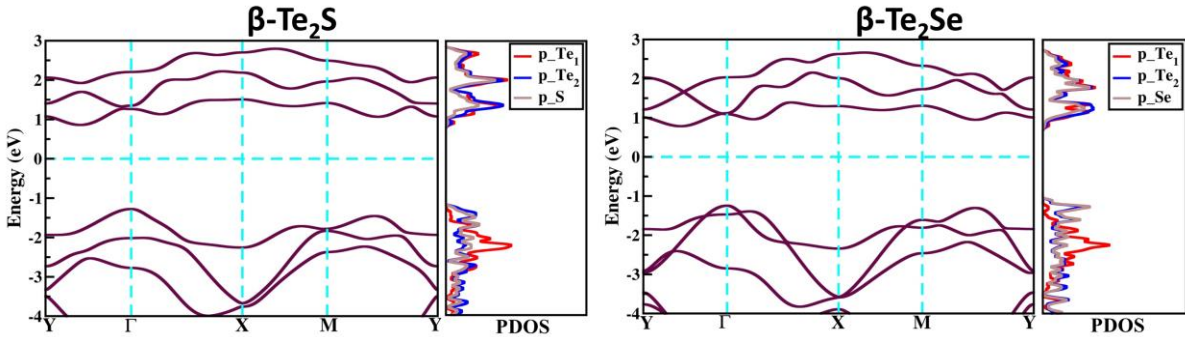 β-Te₂S
3
2
1
0
-1
-2
-3
-4
Energy (eV)
Y Γ X M Y
p_Te₁
p_Te₂
p_S
PDOS
β-Te₂Se
3
2
1
0
-1
-2
-3
-4
Energy (eV)
Y Γ X M Y
p_Te₁
p_Te₂
p_Se
PDOS